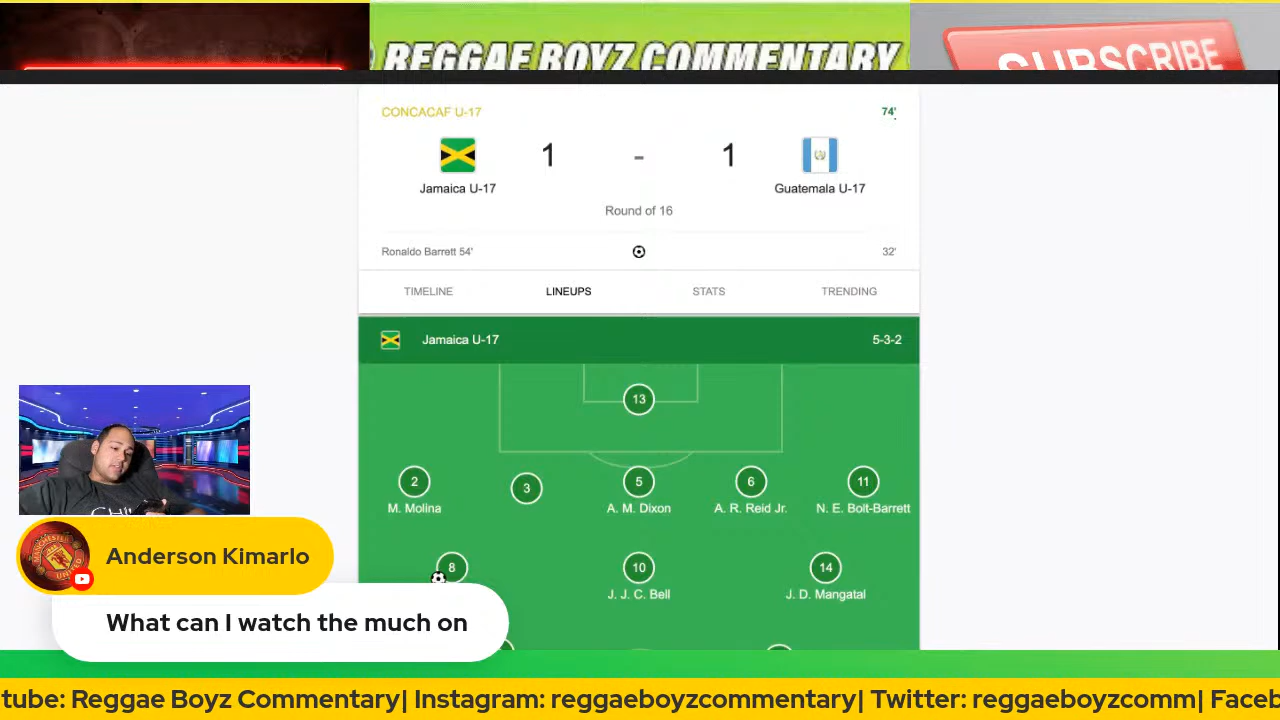 REGGAE BOYZ COMMENTARY
SUBSCRIBE
CONCACAF U-17
74'
1 - 1
Jamaica U-17
Guatemala U-17
Round of 16
Ronaldo Barrett 54'
32'
TIMELINE
LINEUPS
STATS
TRENDING
Jamaica U-17
5-3-2
13
2
3
5
6
11
M. Molina
A. M. Dixon
A. R. Reid Jr.
N. E. Bolt-Barrett
8
10
14
J. J. C. Bell
J. D. Mangatal
CHI
MANCHESTER
UNITED
Anderson Kimarlo
What can I watch the much on
tube: Reggae Boyz Commentary| Instagram: reggaeboyzcommentary| Twitter: reggaeboyzcomm| Faceb